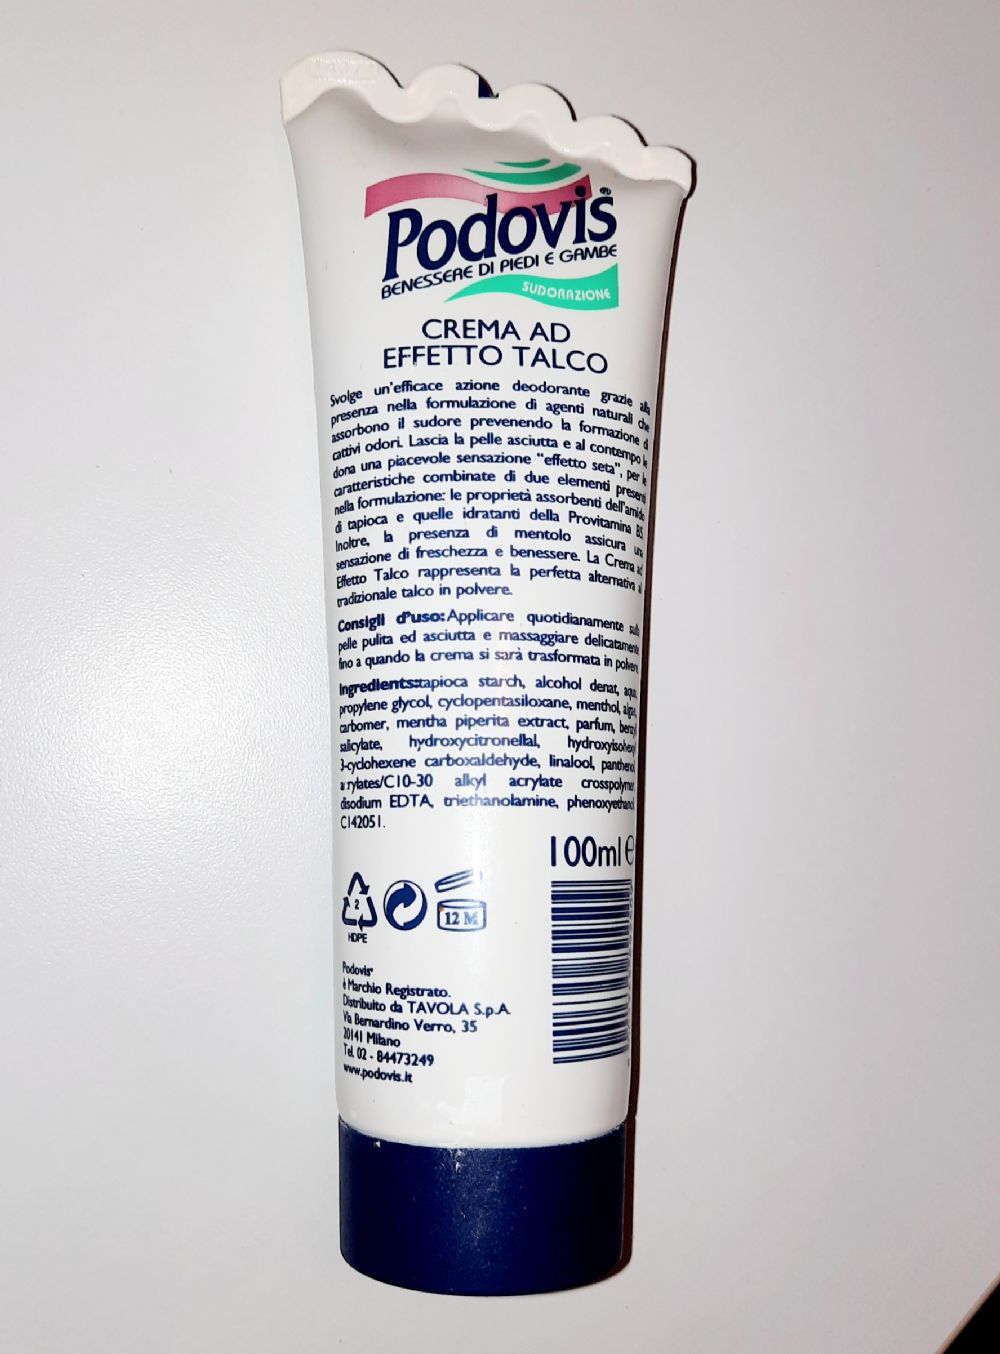 Podovis®
BENESSERE DI PIEDI E GAMBE
SUDORAZIONE
CREMA AD
EFFETTO TALCO
Svolge un'efficace azione deodorante grazie alla
presenza nella formulazione di agenti naturali che
assorbono il sudore prevenendo la formazione di
cattivi odori. Lascia la pelle asciutta e al contempo
dona una piacevole sensazione "effetto seta", per le
caratteristiche combinate di due elementi presenti
nella formulazione: le proprietà assorbenti dell'amido
di tapioca e quelle idratanti della Provitamina B5
Inoltre, la presenza di mentolo assicura una
sensazione di freschezza e benessere. La Crema ad
Effetto Talco rappresenta la perfetta alternativa al
tradizionale talco in polvere.
Consigli d'uso: Applicare quotidianamente sulla
pelle pulita ed asciutta e massaggiare delicatamente
fino a quando la crema si sarà trasformata in polvere
Ingredients: tapioca starch, alcohol denat, aqua,
propylene glycol, cyclopentasiloxane, menthol, algae,
carbomer, mentha piperita extract, parfum, benzyl
salicylate, hydroxycitronellal, hydroxyisohexyl
3-cyclohexene carboxaldehyde, linalool, panthenol
acrylates/C10-30 alkyl acrylate crosspolymer
disodium EDTA, triethanolamine, phenoxyethanol
CI42051.
100ml e
2
HDPE
12 M
Podovis®
è Marchio Registrato.
Distribuito da TAVOLA S.p.A.
Via Bernardino Verro, 35
20141 Milano
Tel. 02 - 84473249
www.podovis.it